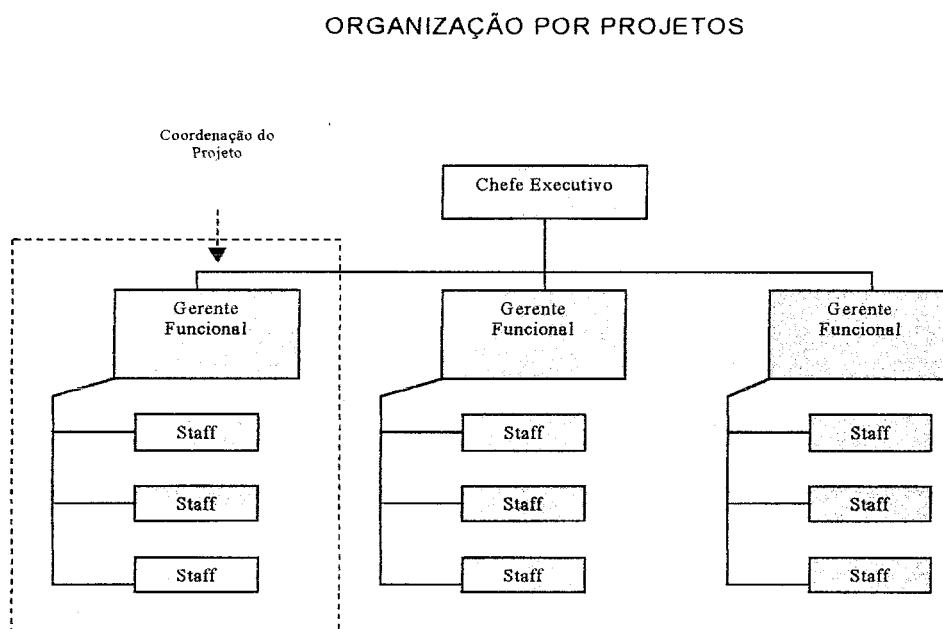 ORGANIZAÇÃO POR PROJETOS
Coordenação do
Projeto
Chefe Executivo
Gerente
Funcional
Gerente
Funcional
Gerente
Funcional
Staff
Staff
Staff
Staff
Staff
Staff
Staff
Staff
Staff